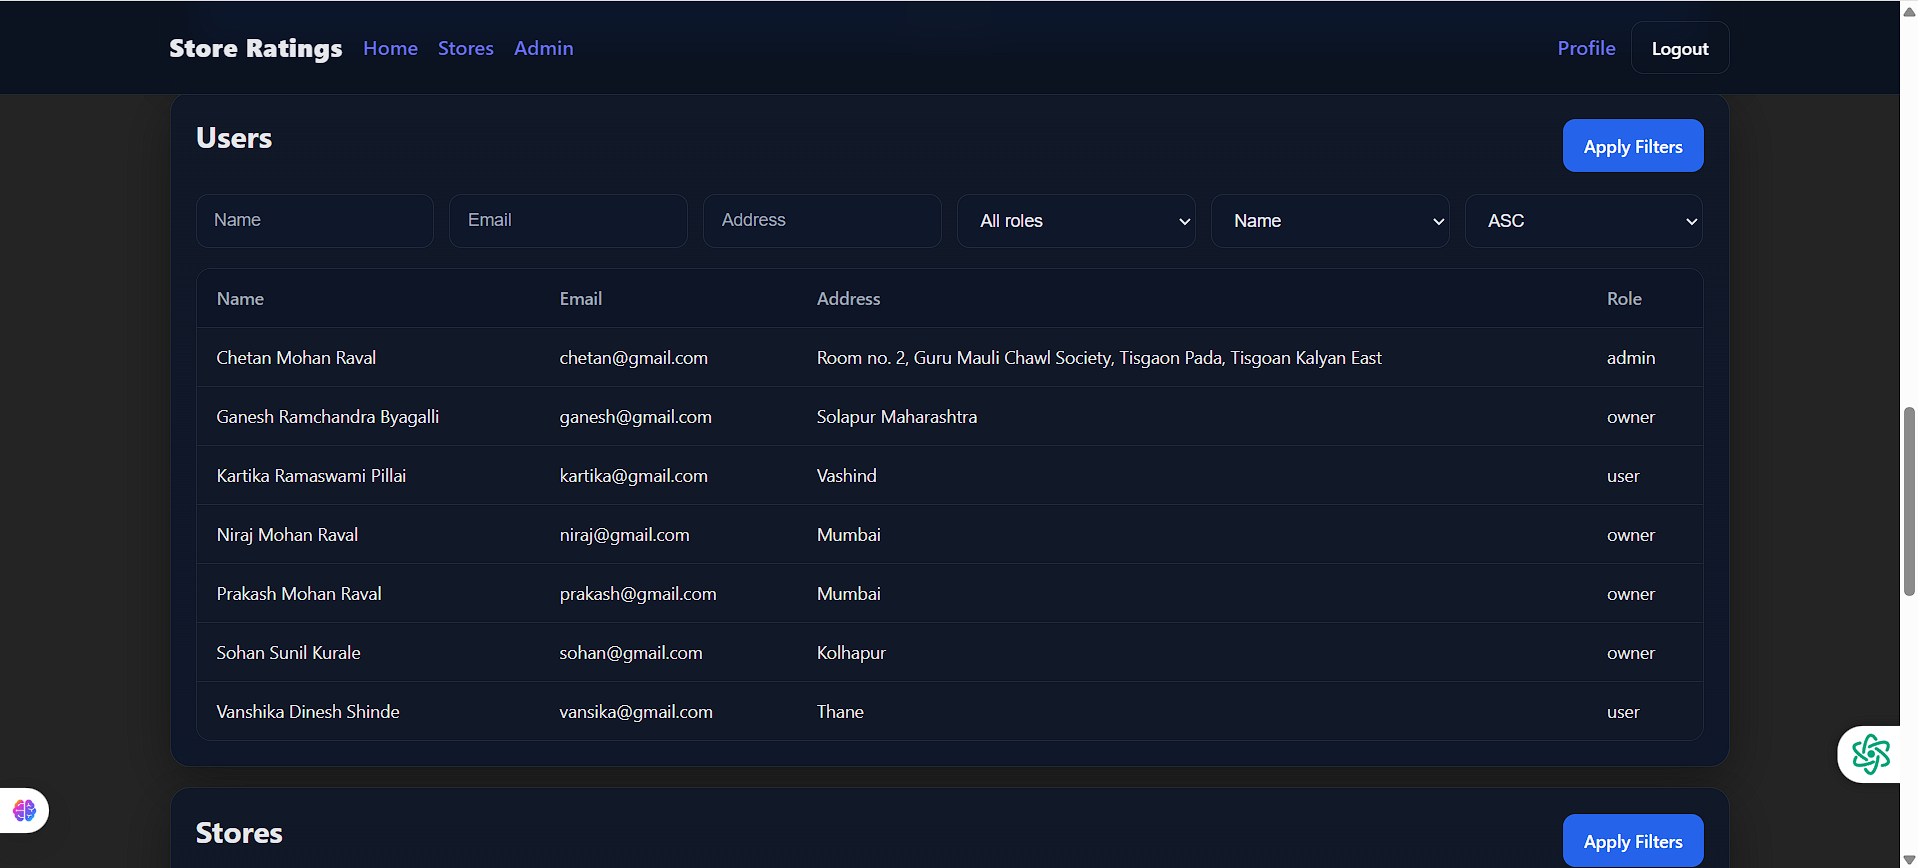 Store Ratings Home Stores Admin Profile Logout
Users Apply Filters
Name Email Address All roles Name ASC
Name Email Address Role
Chetan Mohan Raval chetan@gmail.com Room no. 2, Guru Mauli Chawl Society, Tisgaon Pada, Tisgoan Kalyan East admin
Ganesh Ramchandra Byagalli ganesh@gmail.com Solapur Maharashtra owner
Kartika Ramaswami Pillai kartika@gmail.com Vashind user
Niraj Mohan Raval niraj@gmail.com Mumbai owner
Prakash Mohan Raval prakash@gmail.com Mumbai owner
Sohan Sunil Kurale sohan@gmail.com Kolhapur owner
Vanshika Dinesh Shinde vansika@gmail.com Thane user
Stores Apply Filters